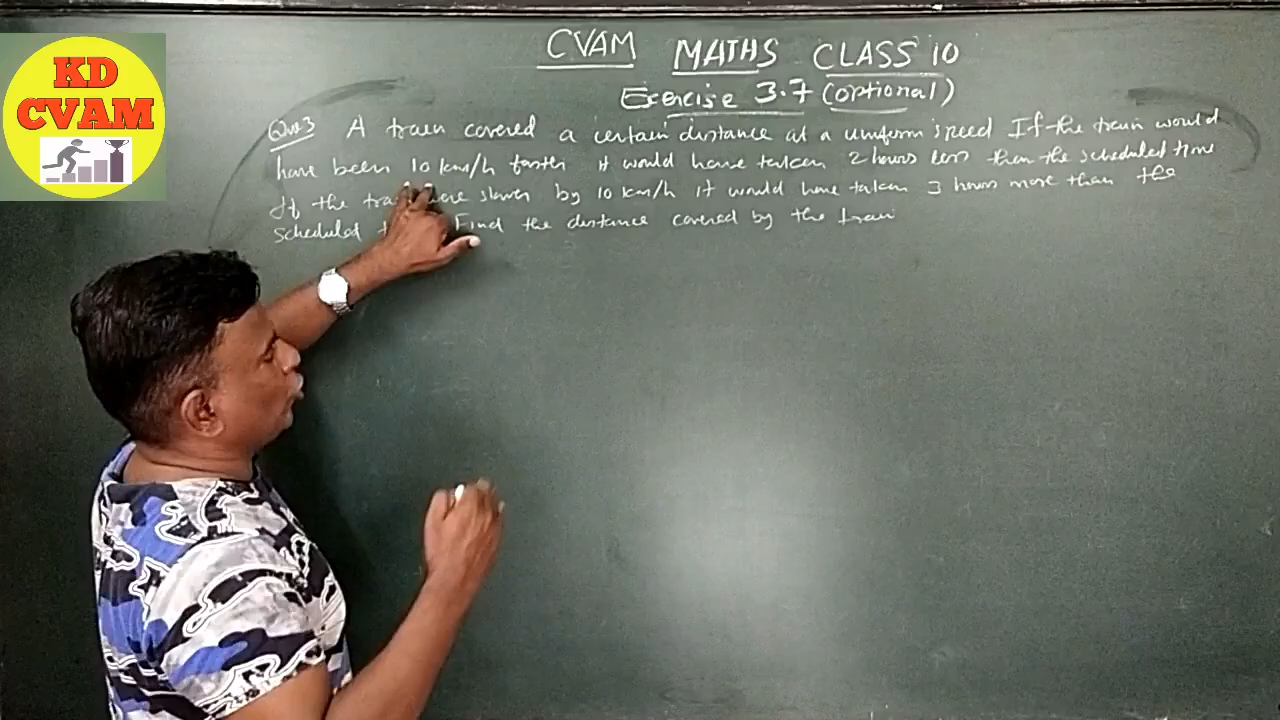 KD
CVAM
CVAM MATHS CLASS 10
Exercise 3.7 (optional)
Que3 A train covered a certain distance at a uniform speed If the train would
have been 10 km/h faster it would have taken 2 hours less than the scheduled time
If the train were slower by 10 km/h it would have taken 3 hours more than the
scheduled Find the distance covered by the train